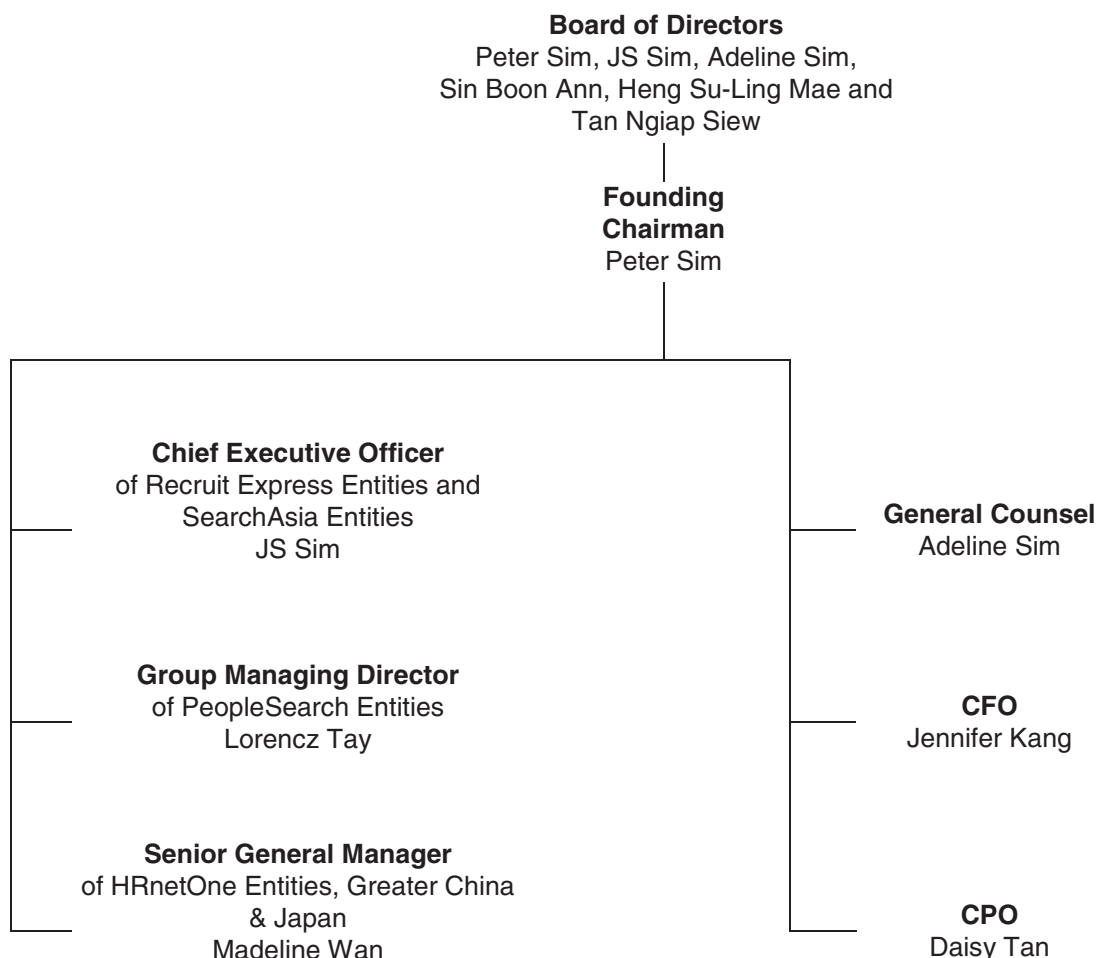 Board of Directors
Peter Sim, JS Sim, Adeline Sim,
Sin Boon Ann, Heng Su-Ling Mae and
Tan Ngiap Siew
Founding
Chairman
Peter Sim
Chief Executive Officer
of Recruit Express Entities and
SearchAsia Entities
JS Sim
General Counsel
Adeline Sim
Group Managing Director
of PeopleSearch Entities
Lorencz Tay
CFO
Jennifer Kang
Senior General Manager
of HRnetOne Entities, Greater China
& Japan
Madeline Wan
CPO
Daisy Tan